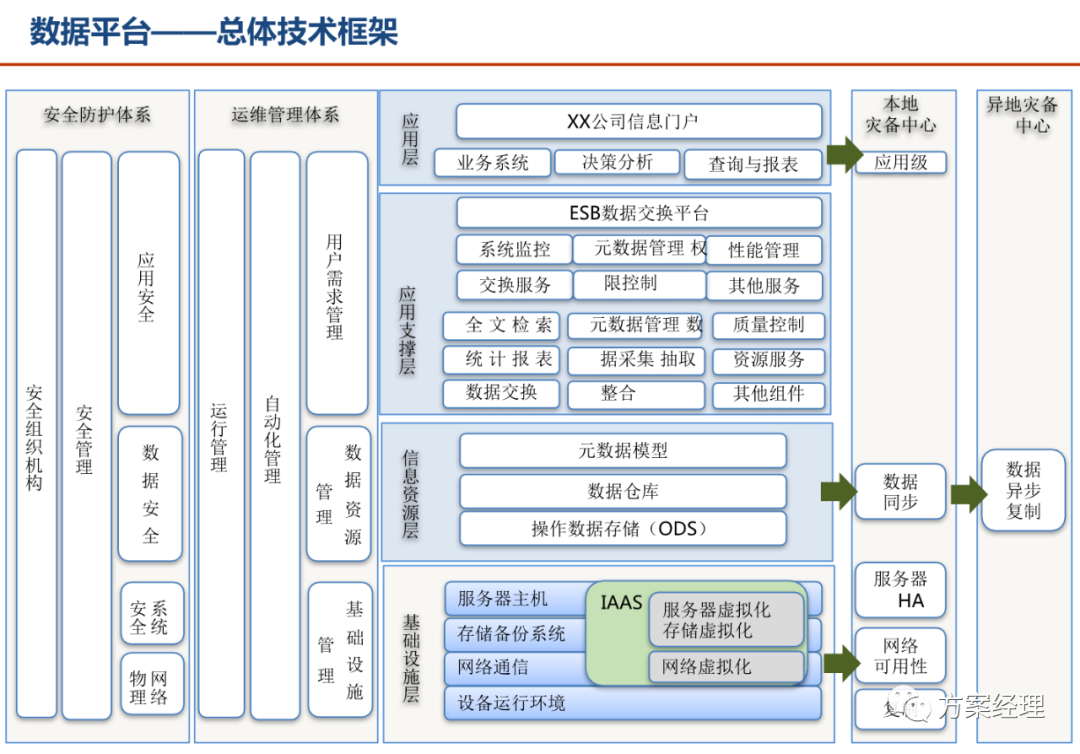 数据平台——总体技术框架
安全防护体系
安全组织机构
安全管理
应用安全
数据安全
系统
安全
网络
物理
运维管理体系
运行管理
自动化管理
用户需求管理
数据资源
管理
基础设施
管理
应用层
XX公司信息门户
业务系统
决策分析
查询与报表
应用支撑层
ESB数据交换平台
系统监控
元数据管理 权
性能管理
交换服务
限控制
其他服务
全 文 检 索
元数据管理 数
质量控制
统 计 报 表
据采集 抽取
资源服务
数据交换
整合
其他组件
信息资源层
元数据模型
数据仓库
操作数据存储（ODS）
基础设施层
服务器主机
存储备份系统
网络通信
设备运行环境
IAAS
服务器虚拟化
存储虚拟化
网络虚拟化
本地
灾备中心
应用级
数据
同步
服务器
HA
网络
可用性
异地灾备
中心
数据
异步
复制
方案经理